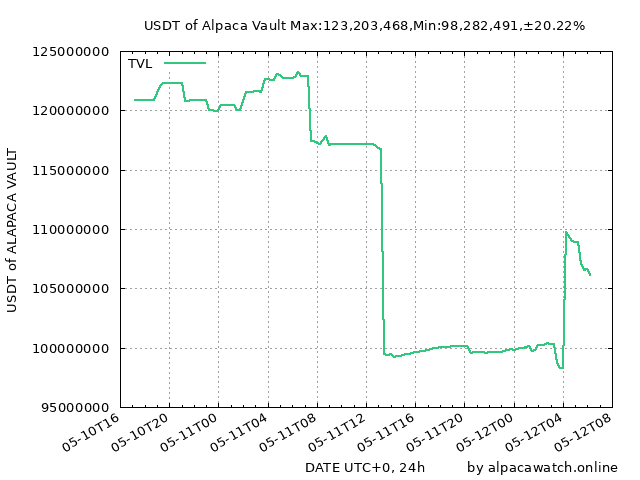 USDT of Alpaca Vault Max:123,203,468,Min:98,282,491,±20.22%
TVL
125000000
120000000
115000000
110000000
105000000
100000000
95000000
USDT of ALAPACA VAULT
05-10T16
05-10T20
05-11T00
05-11T04
05-11T08
05-11T12
05-11T16
05-11T20
05-12T00
05-12T04
05-12T08
DATE UTC+0, 24h
by alpacawatch.online